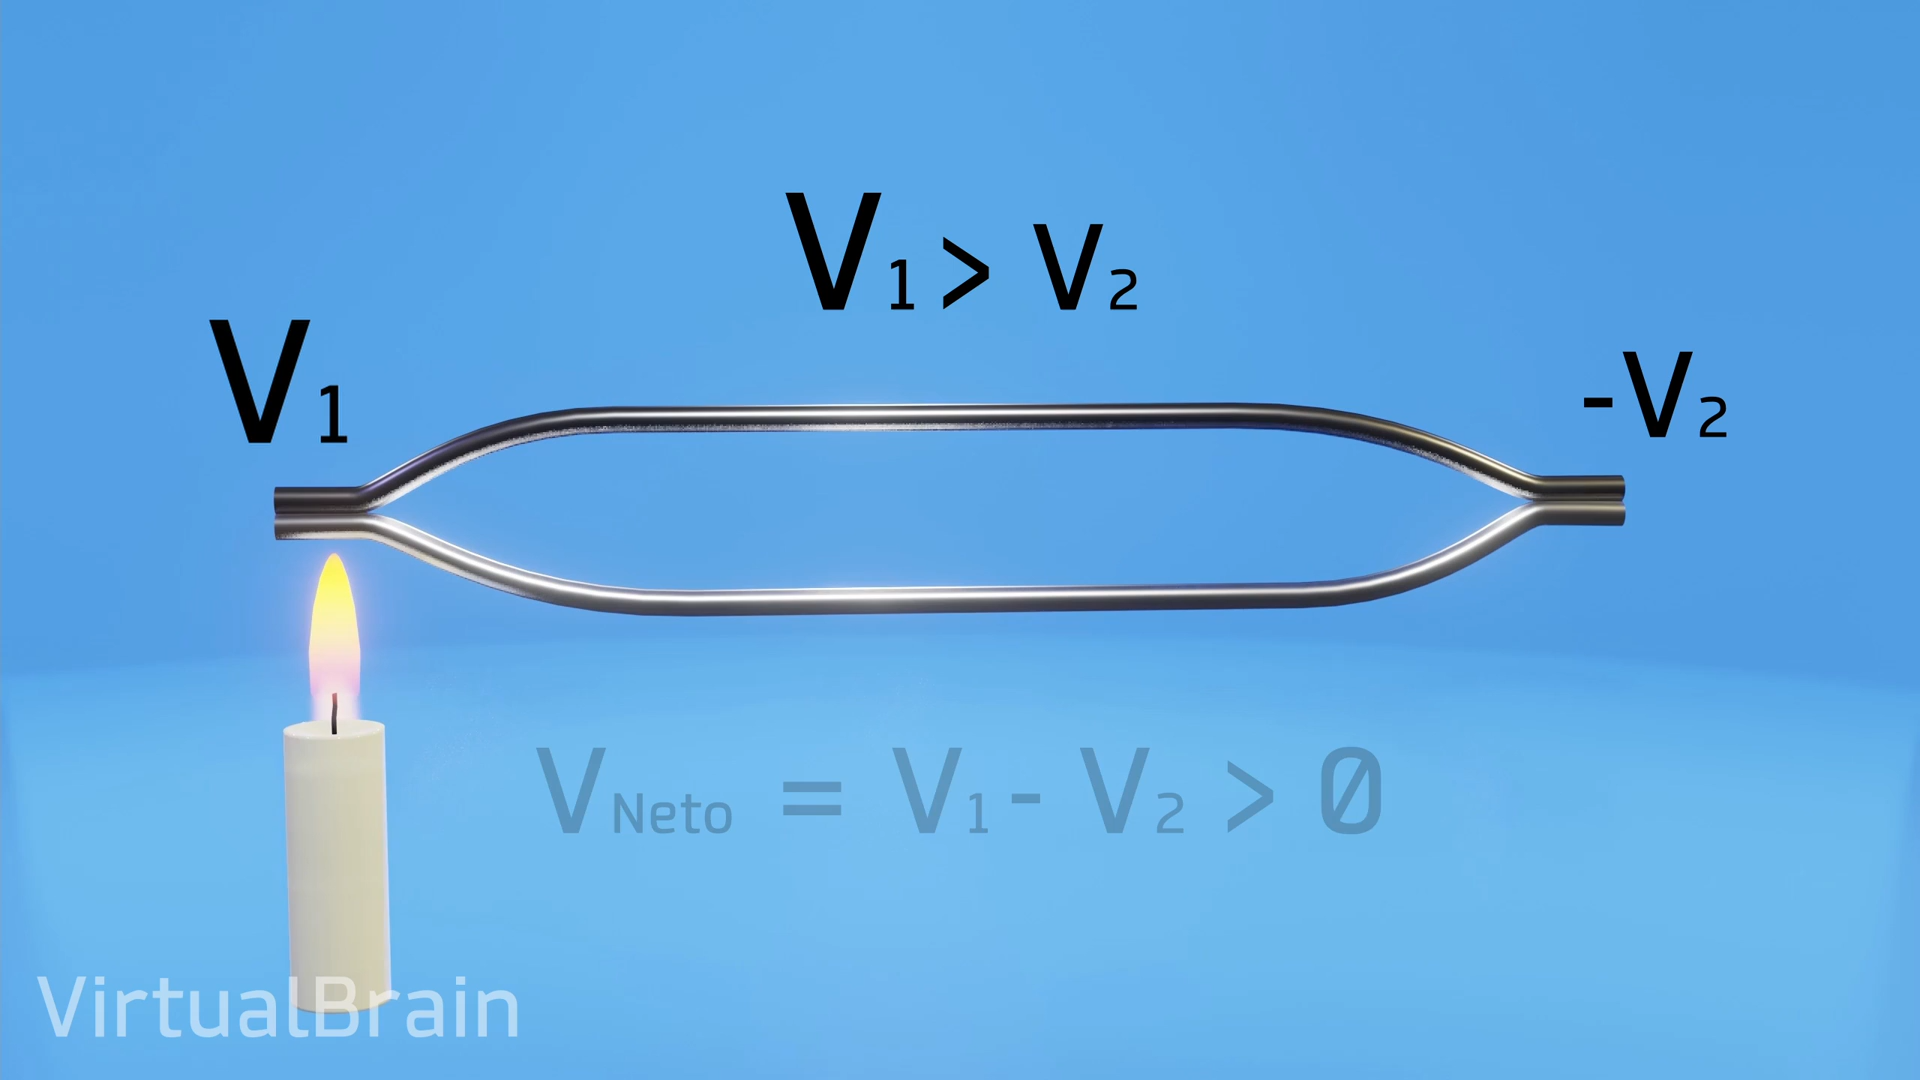 V1 > V2
V1
-V2
VNeto = V1 - V2 > 0
VirtualBrain